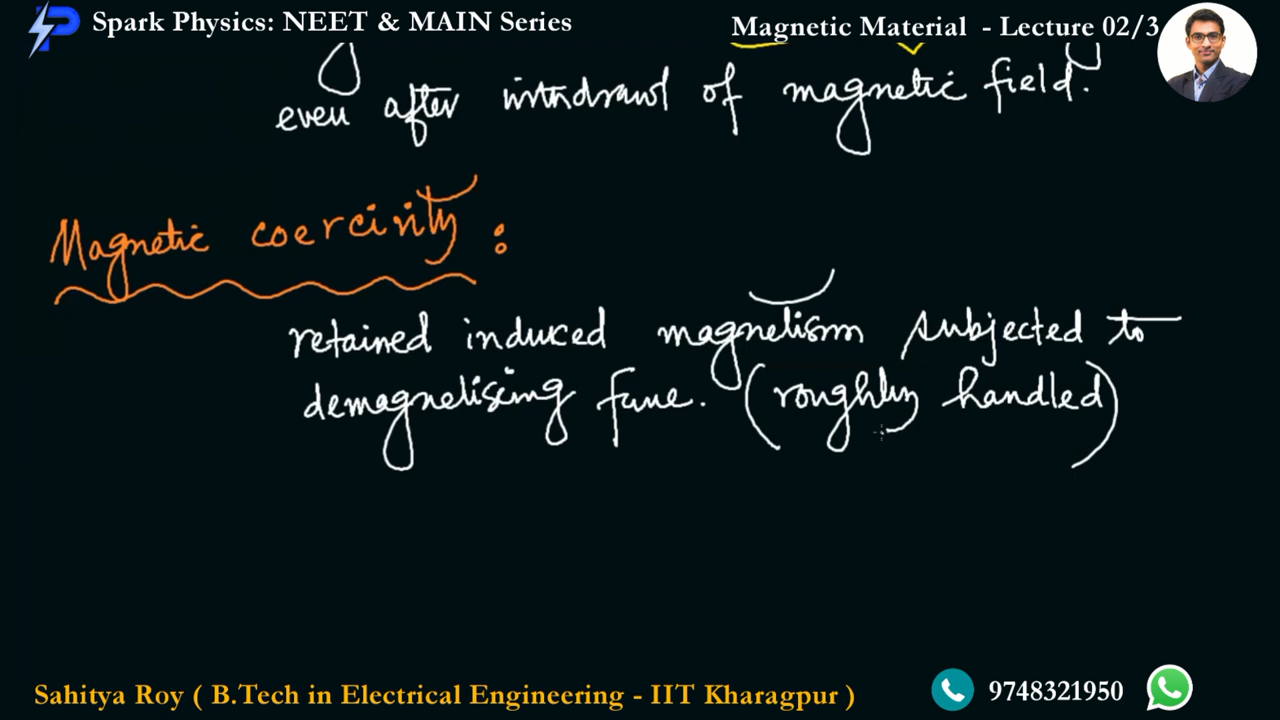 Spark Physics: NEET & MAIN Series
Magnetic Material - Lecture 02/3
even after withdrawl of magnetic field.
Magnetic coercivity :
retained induced magnetism subjected to
demagnetising force. (roughly handled)
Sahitya Roy ( B.Tech in Electrical Engineering - IIT Kharagpur )
9748321950